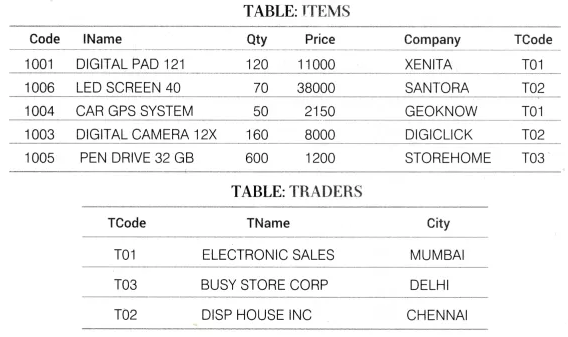 TABLE: ITEMS
Code IName Qty Price Company TCode
1001 DIGITAL PAD 121 120 11000 XENITA T01
1006 LED SCREEN 40 70 38000 SANTORA T02
1004 CAR GPS SYSTEM 50 2150 GEOKNOW T01
1003 DIGITAL CAMERA 12X 160 8000 DIGICLICK T02
1005 PEN DRIVE 32 GB 600 1200 STOREHOME T03
TABLE: TRADERS
TCode TName City
T01 ELECTRONIC SALES MUMBAI
T03 BUSY STORE CORP DELHI
T02 DISP HOUSE INC CHENNAI